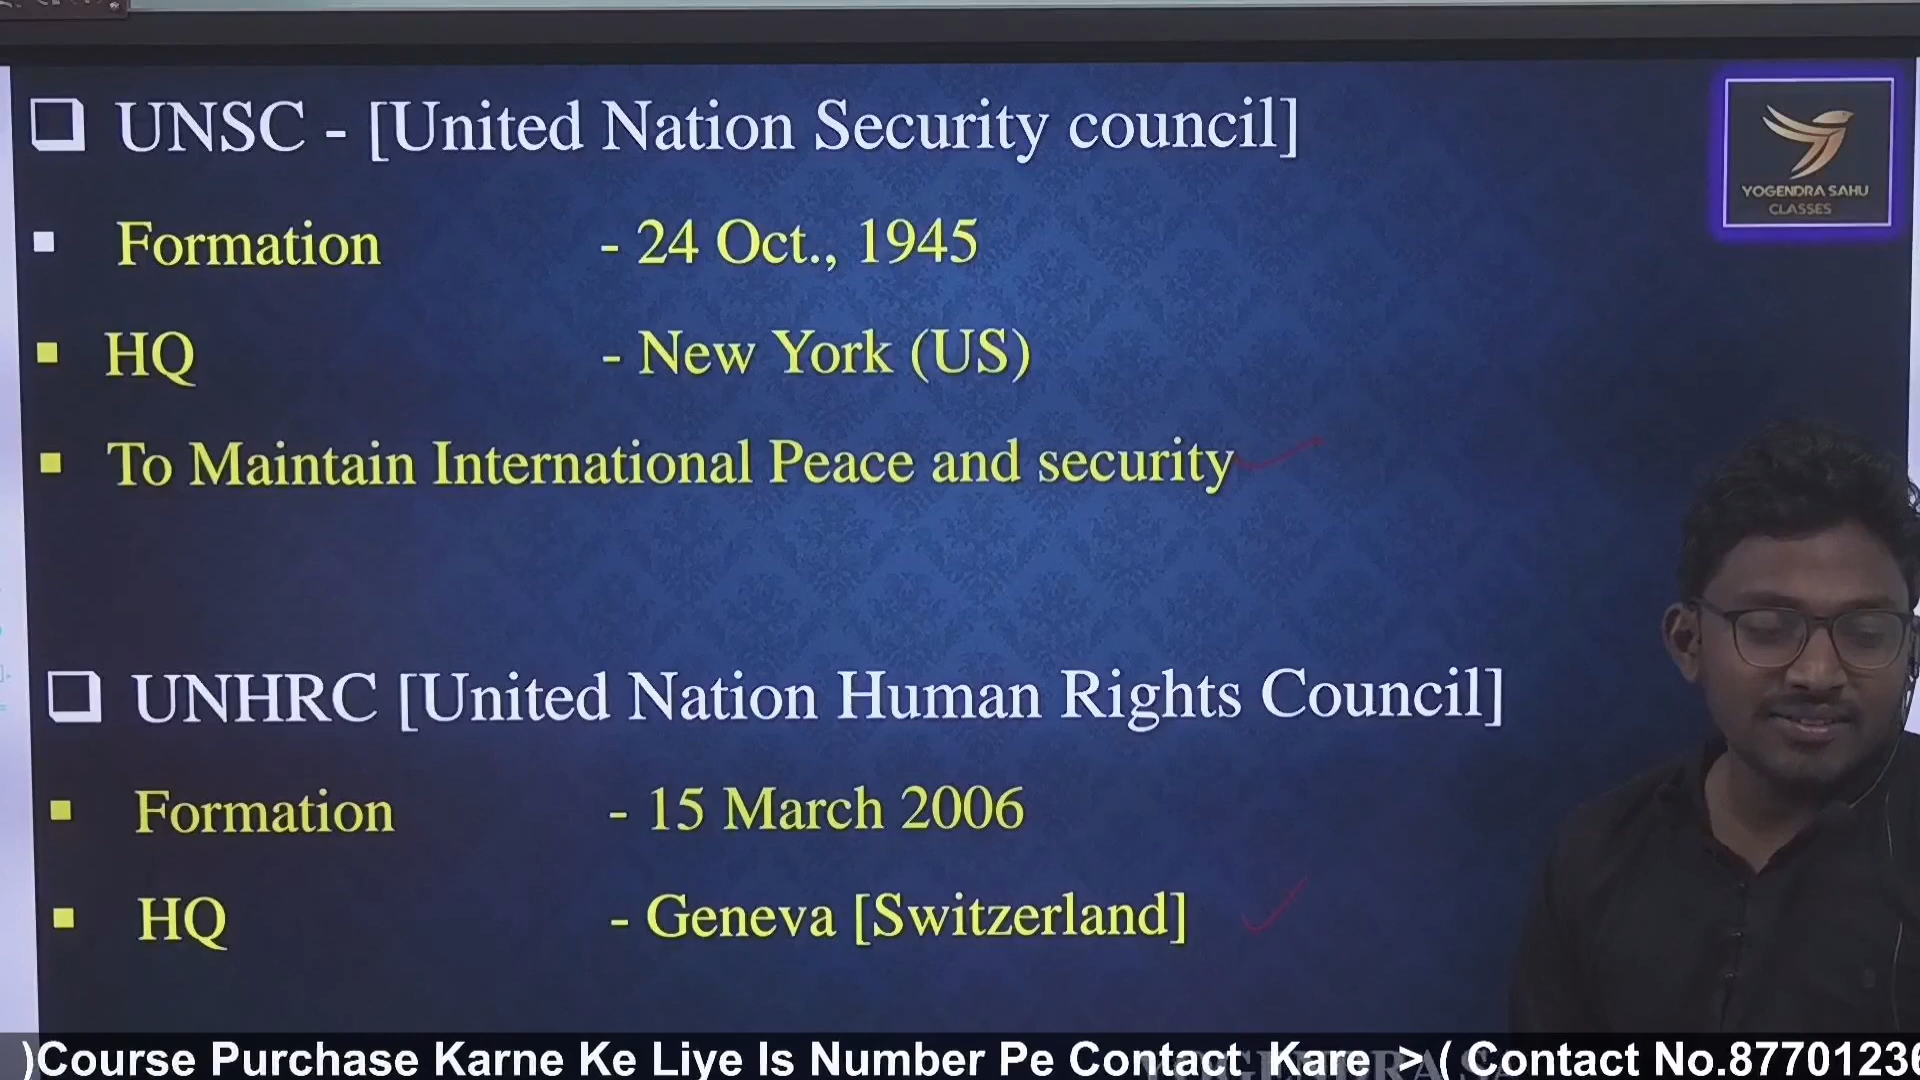 UNSC - [United Nation Security council]
YOGENDRA SAHU
CLASSES
Formation - 24 Oct., 1945
HQ - New York (US)
To Maintain International Peace and security
UNHRC [United Nation Human Rights Council]
Formation - 15 March 2006
HQ - Geneva [Switzerland]
)Course Purchase Karne Ke Liye Is Number Pe Contact Kare > ( Contact No.8770123